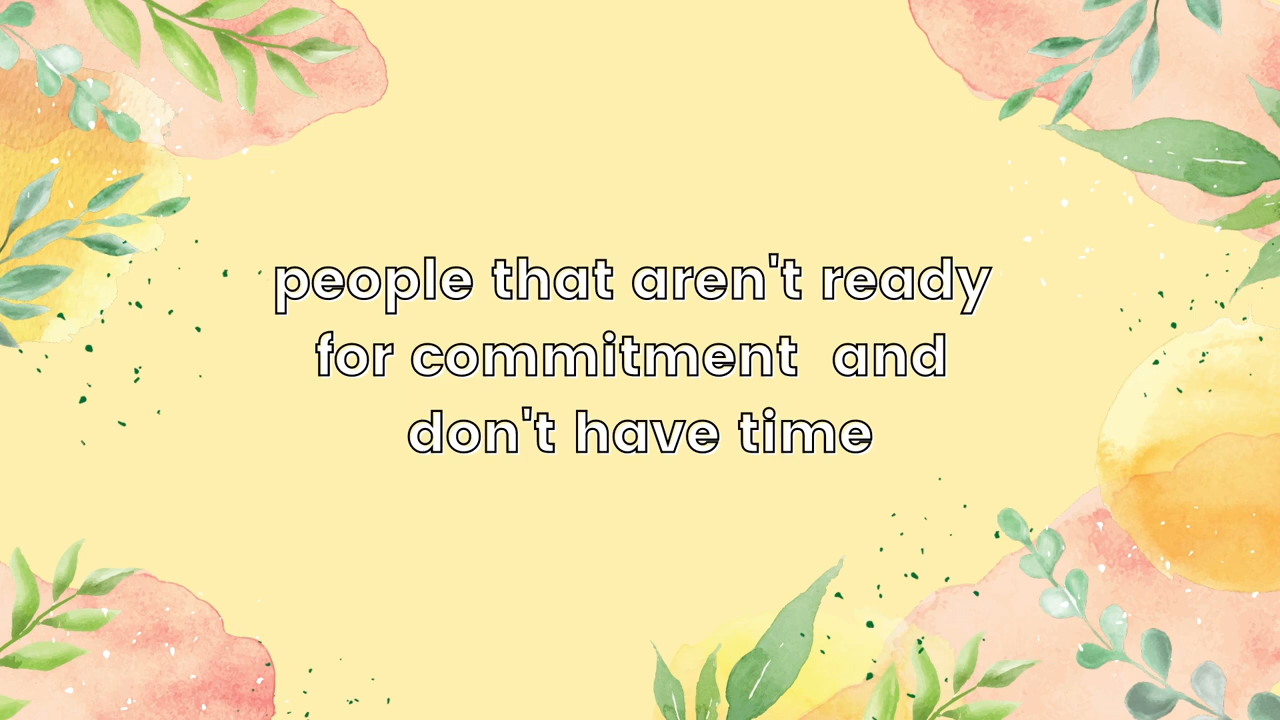 people that aren't ready
for commitment  and
don't have time